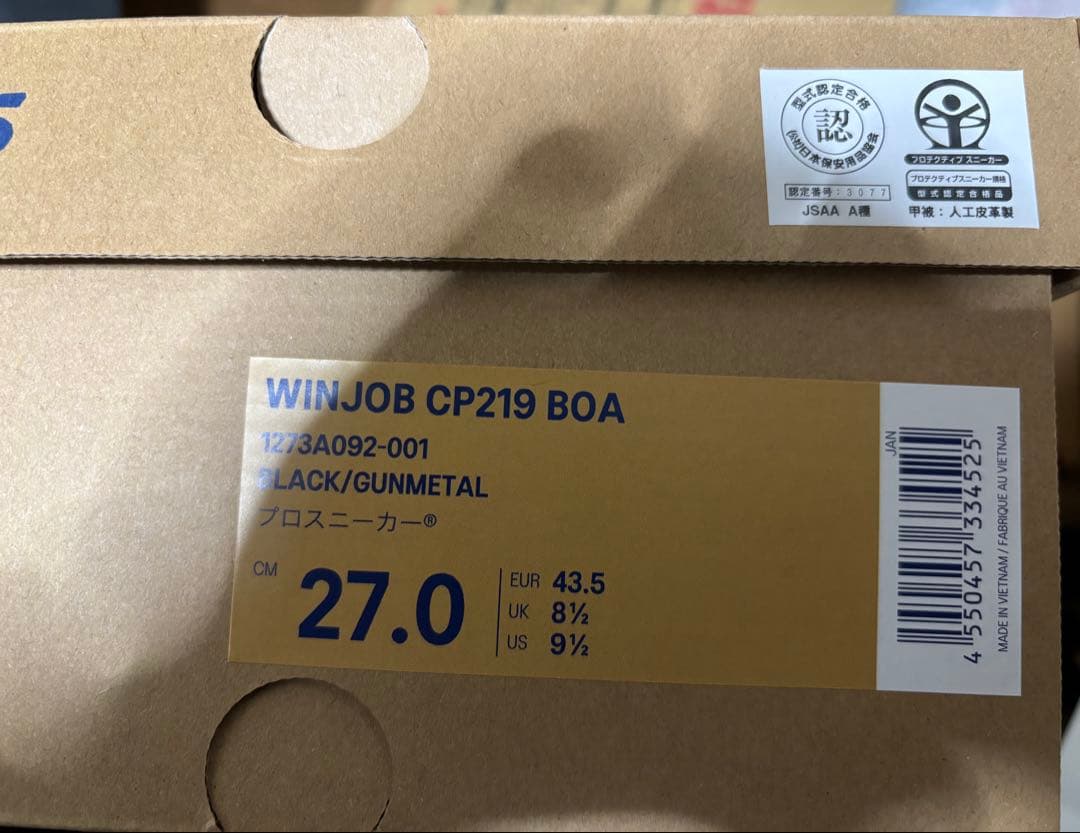 S
型式認定合格
認
(公社)日本保安用品協会
認定番号:3077
JSAA A種
プロテクティブ スニーカー
プロテクティブスニーカー規格
型式認定合格品
甲被:人工皮革製
WINJOB CP219 BOA
1273A092-001
BLACK/GUNMETAL
プロスニーカー®
CM 27.0
EUR 43.5
UK 8½
US 9½
JAN
4 550457 334525
MADE IN VIETNAM / FABRIQUE AU VIETNAM